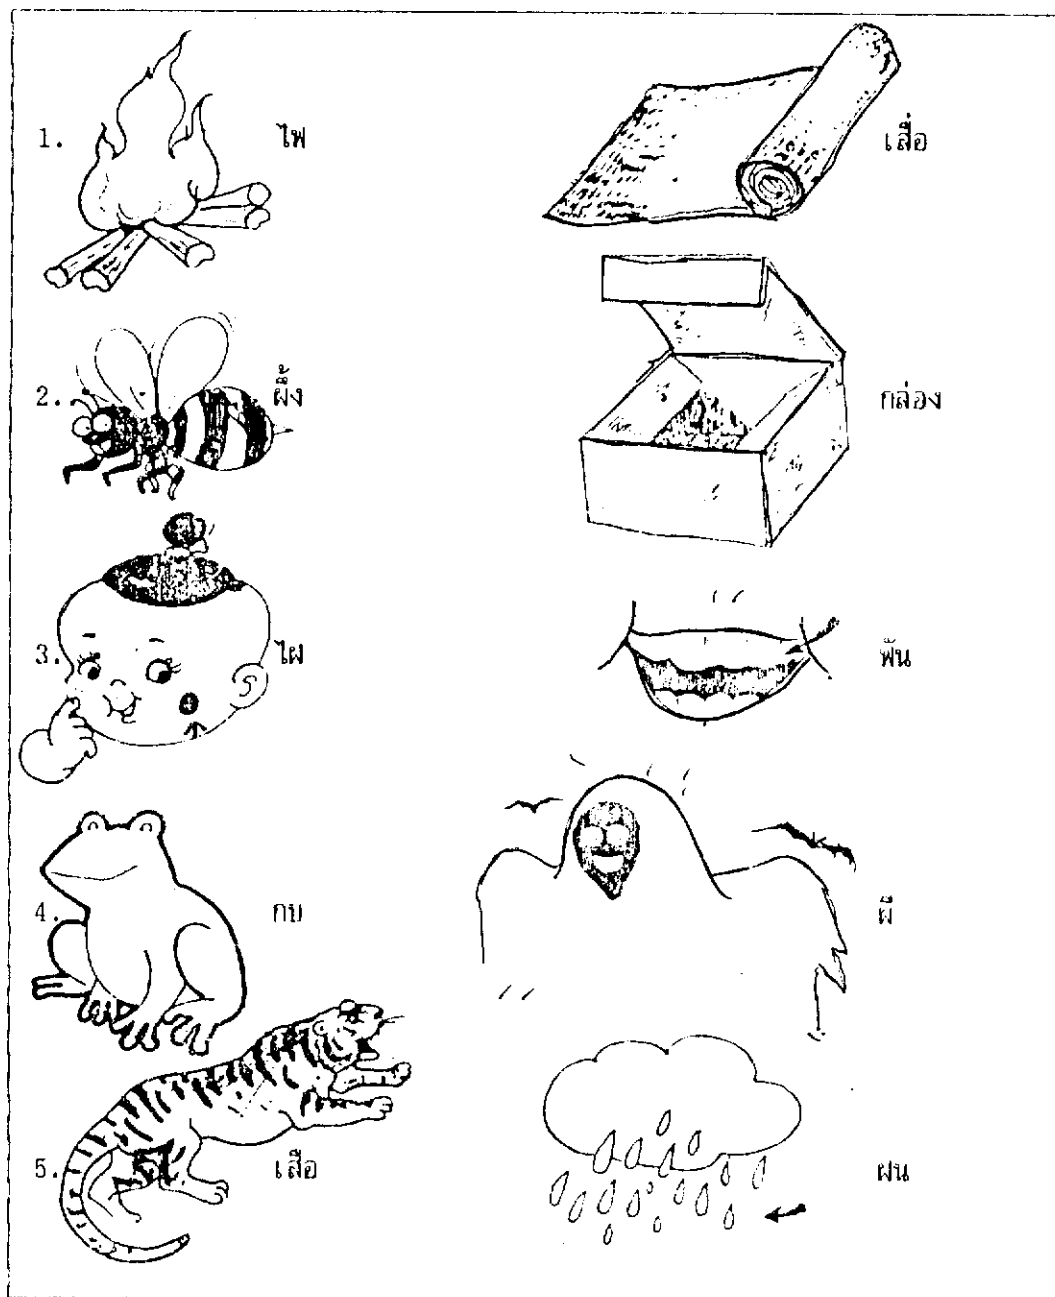 1. ไฟ เสื่อ
2. ผึ้ง กล่อง
3. ไฝ ฟัน
4. กบ ผี
5. เสือ ฝน